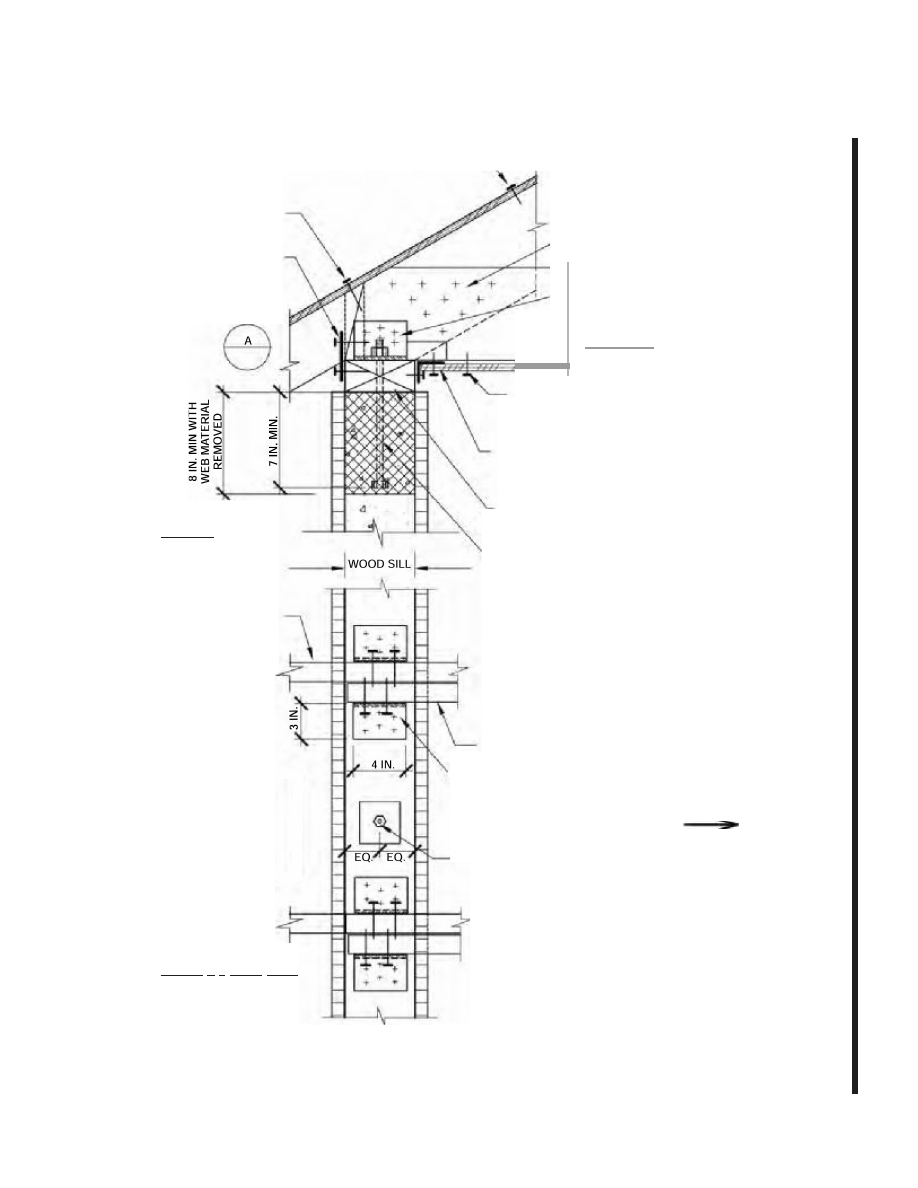 A
8 IN. MIN WITH
WEB MATERIAL
REMOVED
7 IN. MIN.
WOOD SILL
3 IN.
4 IN.
EQ. EQ.